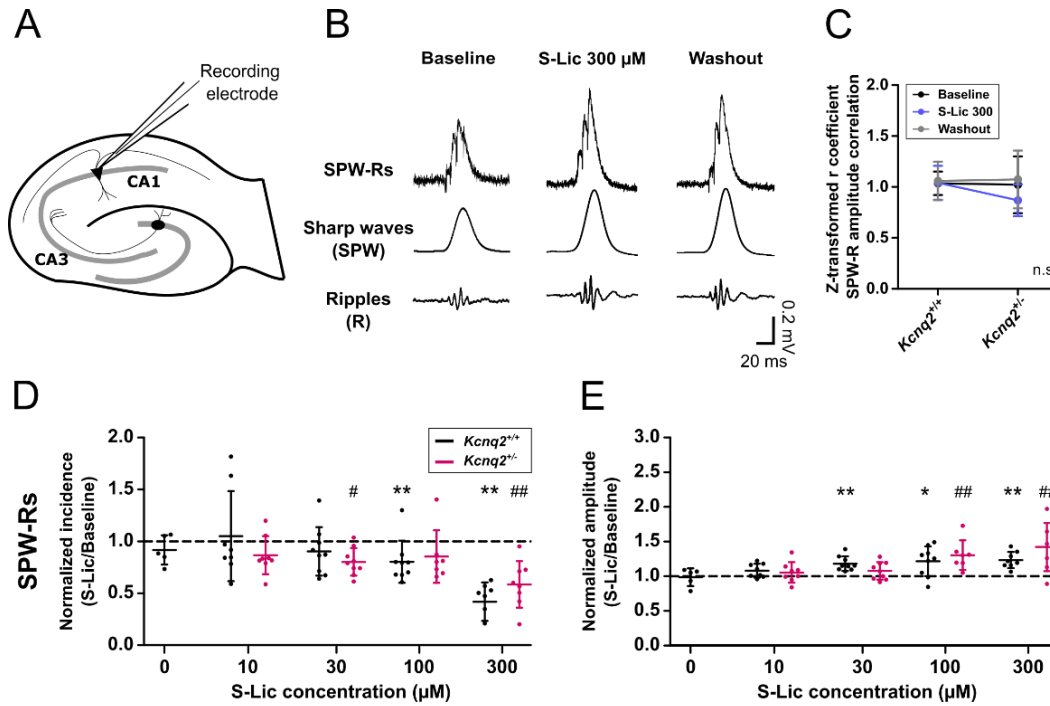 A
Recording
electrode
CA1
CA3
B
Baseline
S-Lic 300 µM
Washout
SPW-Rs
Sharp waves
(SPW)
Ripples
(R)
0.2 mV
20 ms
C
Z-transformed r coefficient
SPW-R amplitude correlation
2.0
1.5
1.0
0.5
0.0
Baseline
S-Lic 300
Washout
n.s
Kcnq2+/+
Kcnq2+/-
D
SPW-Rs
Normalized incidence
(S-Lic/Baseline)
2.0
1.5
1.0
0.5
0.0
Kcnq2+/+
Kcnq2+/-
# ** ** ##
0 10 30 100 300
S-Lic concentration (µM)
E
Normalized amplitude
(S-Lic/Baseline)
3.0
2.5
2.0
1.5
1.0
0.5
0.0
** * ## ** ##
0 10 30 100 300
S-Lic concentration (µM)